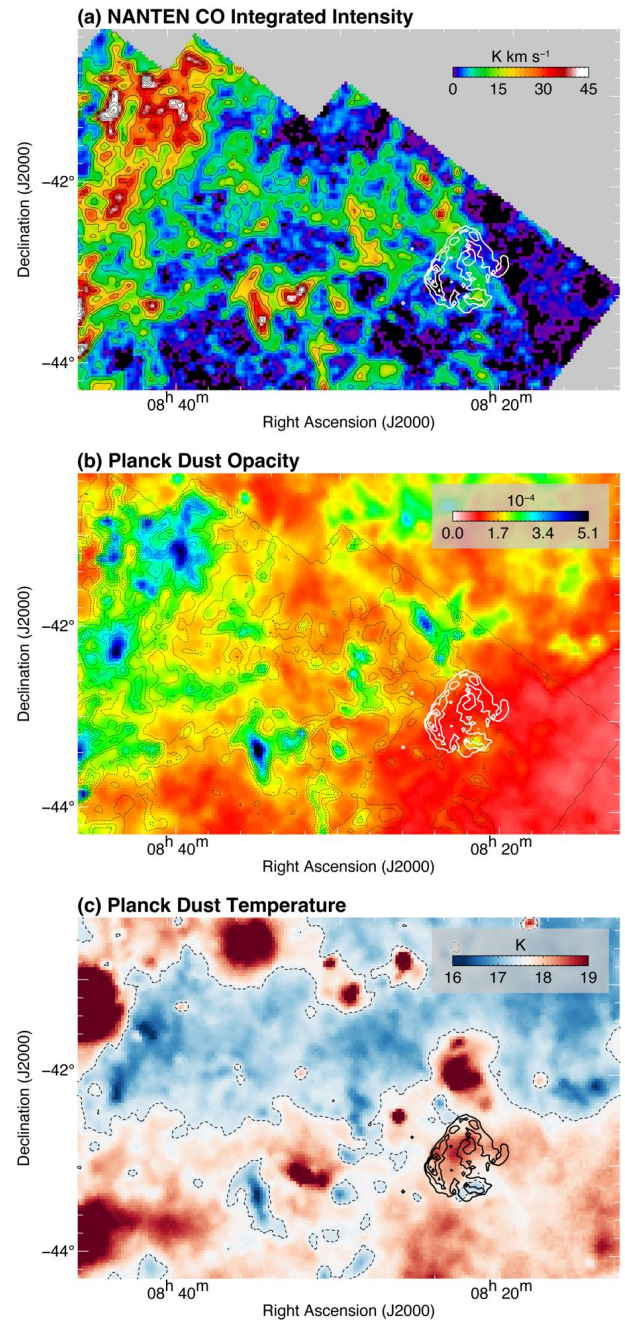 (a) NANTEN CO Integrated Intensity
K km s⁻¹
0 15 30 45
−42°
−44°
Declination (J2000)
08h 40m 08h 20m
Right Ascension (J2000)
(b) Planck Dust Opacity
10⁻⁴
0.0 1.7 3.4 5.1
−42°
−44°
Declination (J2000)
08h 40m 08h 20m
Right Ascension (J2000)
(c) Planck Dust Temperature
K
16 17 18 19
−42°
−44°
Declination (J2000)
08h 40m 08h 20m
Right Ascension (J2000)